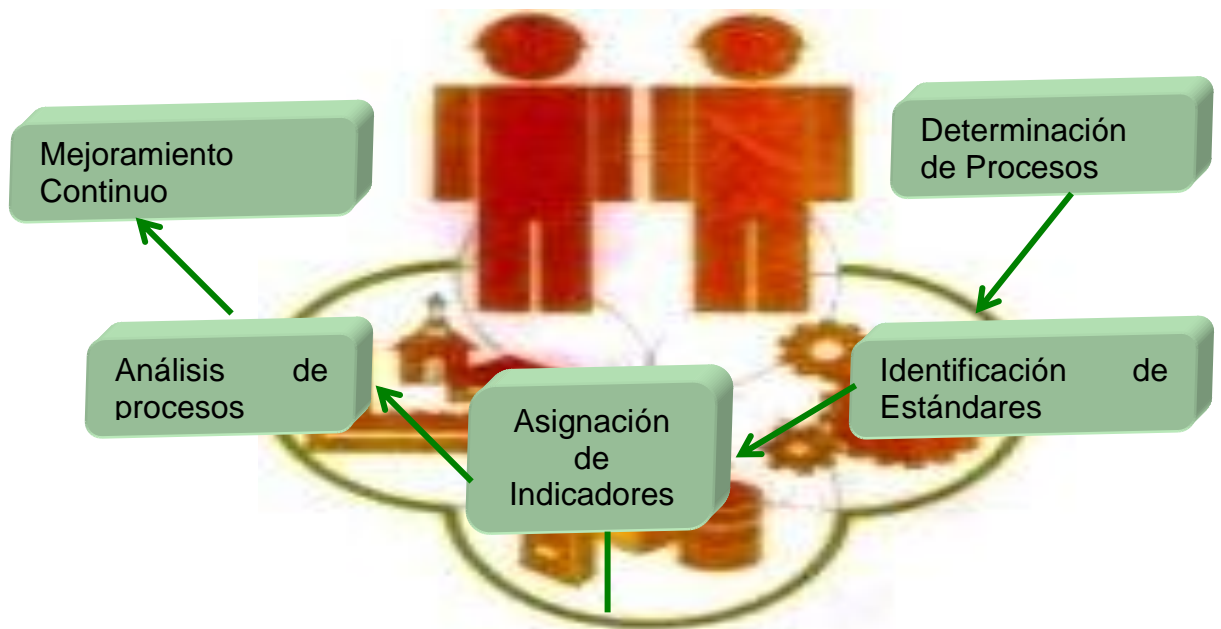 Mejoramiento
Continuo
Determinación
de Procesos
Análisis de
procesos
Identificación de
Estándares
Asignación
de
Indicadores